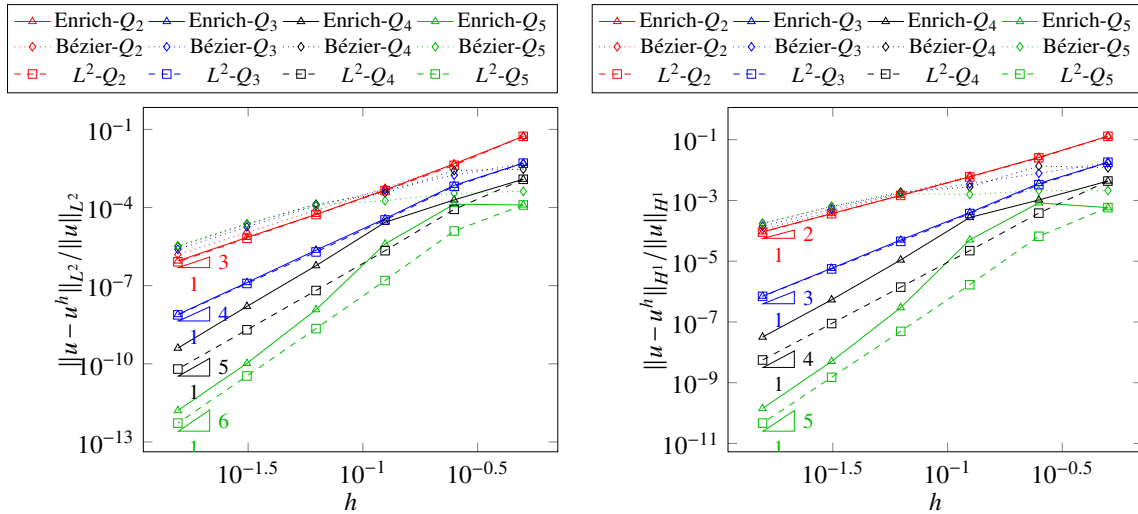 Enrich-Q2 Enrich-Q3 Enrich-Q4 Enrich-Q5
Bézier-Q2 Bézier-Q3 Bézier-Q4 Bézier-Q5
L²-Q2 L²-Q3 L²-Q4 L²-Q5
10⁻¹
10⁻⁴
10⁻⁷
10⁻¹⁰
10⁻¹³
‖u − uʰ‖L² / ‖u‖L²
3
1
4
1
5
1
6
1
10⁻¹·⁵ 10⁻¹ 10⁻⁰·⁵
h
Enrich-Q2 Enrich-Q3 Enrich-Q4 Enrich-Q5
Bézier-Q2 Bézier-Q3 Bézier-Q4 Bézier-Q5
L²-Q2 L²-Q3 L²-Q4 L²-Q5
10⁻¹
10⁻³
10⁻⁵
10⁻⁷
10⁻⁹
10⁻¹¹
‖u − uʰ‖H¹ / ‖u‖H¹
2
1
3
1
4
1
5
1
10⁻¹·⁵ 10⁻¹ 10⁻⁰·⁵
h